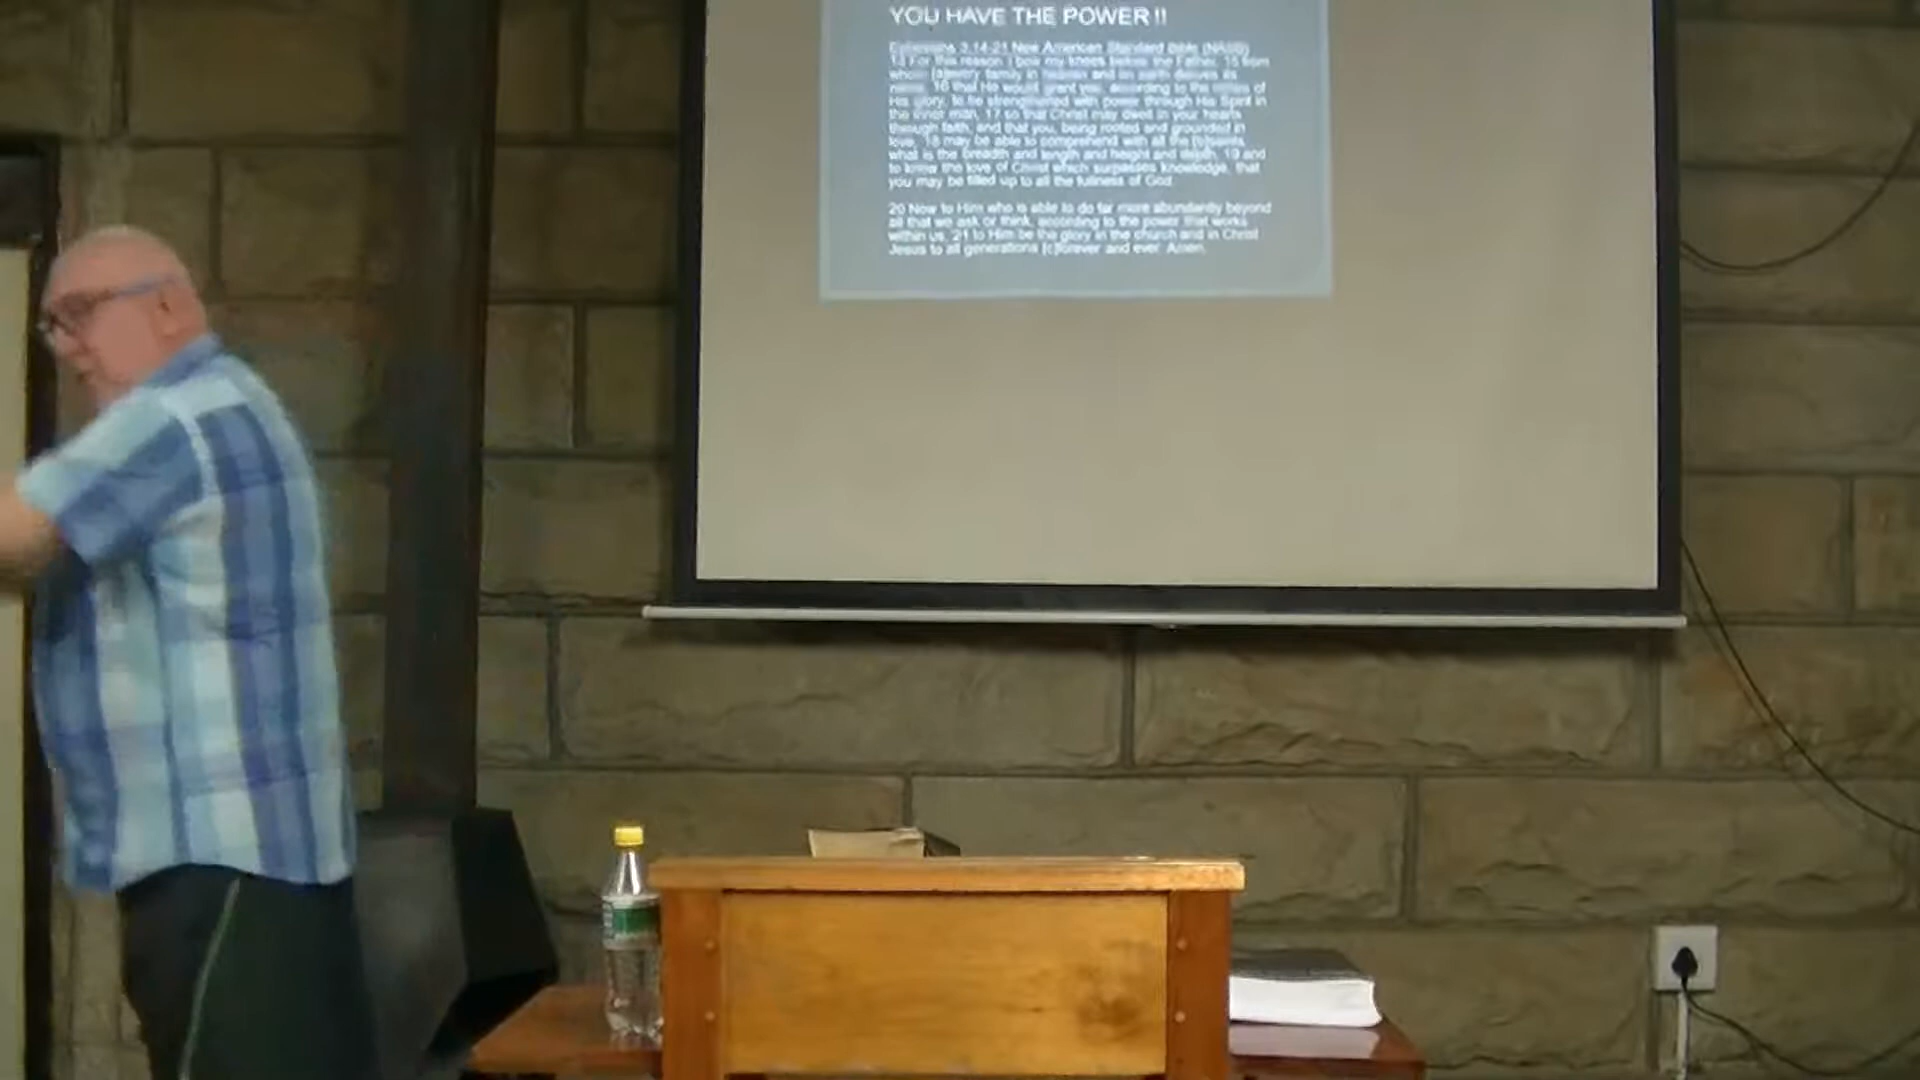 YOU HAVE THE POWER !!
Ephesians 3:14-21 New American Standard Bible (NASB)
14 For this reason I bow my knees before the Father, 15 from
whom [a]every family in heaven and on earth derives its
name, 16 that He would grant you, according to the riches of
His glory, to be strengthened with power through His Spirit in
the inner man, 17 so that Christ may dwell in your hearts
through faith; and that you, being rooted and grounded in
love, 18 may be able to comprehend with all the [b]saints
what is the breadth and length and height and depth, 19 and
to know the love of Christ which surpasses knowledge, that
you may be filled up to all the fullness of God.
20 Now to Him who is able to do far more abundantly beyond
all that we ask or think, according to the power that works
within us, 21 to Him be the glory in the church and in Christ
Jesus to all generations [c]forever and ever. Amen.